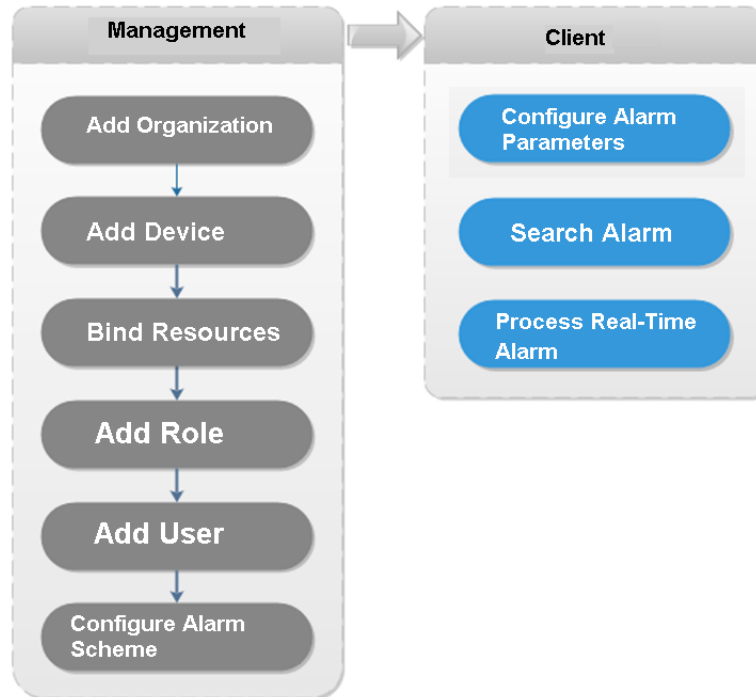 Management
Add Organization
Add Device
Bind Resources
Add Role
Add User
Configure Alarm
Scheme
Client
Configure Alarm
Parameters
Search Alarm
Process Real-Time
Alarm